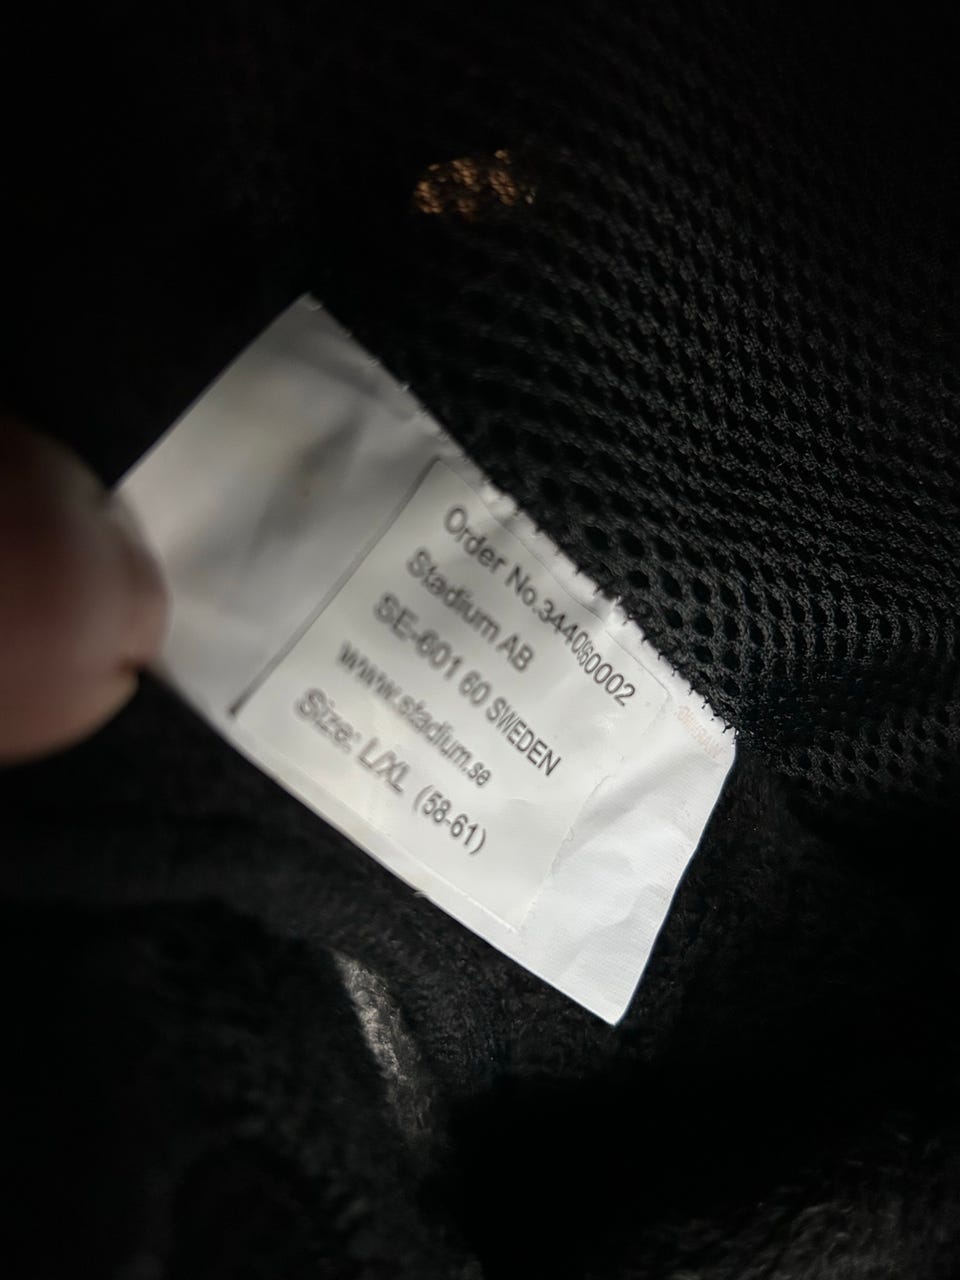 Order No.344060002
Stadium AB
SE-601 60 SWEDEN
www.stadium.se
Size: L/XL (58-61)